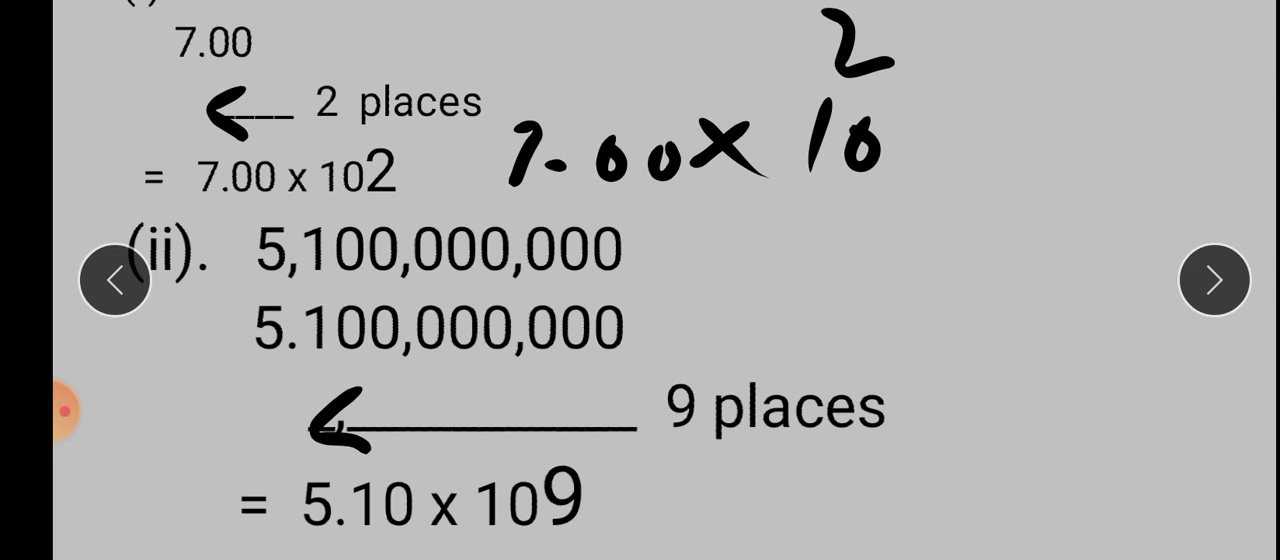 7.00
2 places
= 7.00 x 102
7.00 x 10 2
(ii). 5,100,000,000
5.100,000,000
9 places
= 5.10 x 109